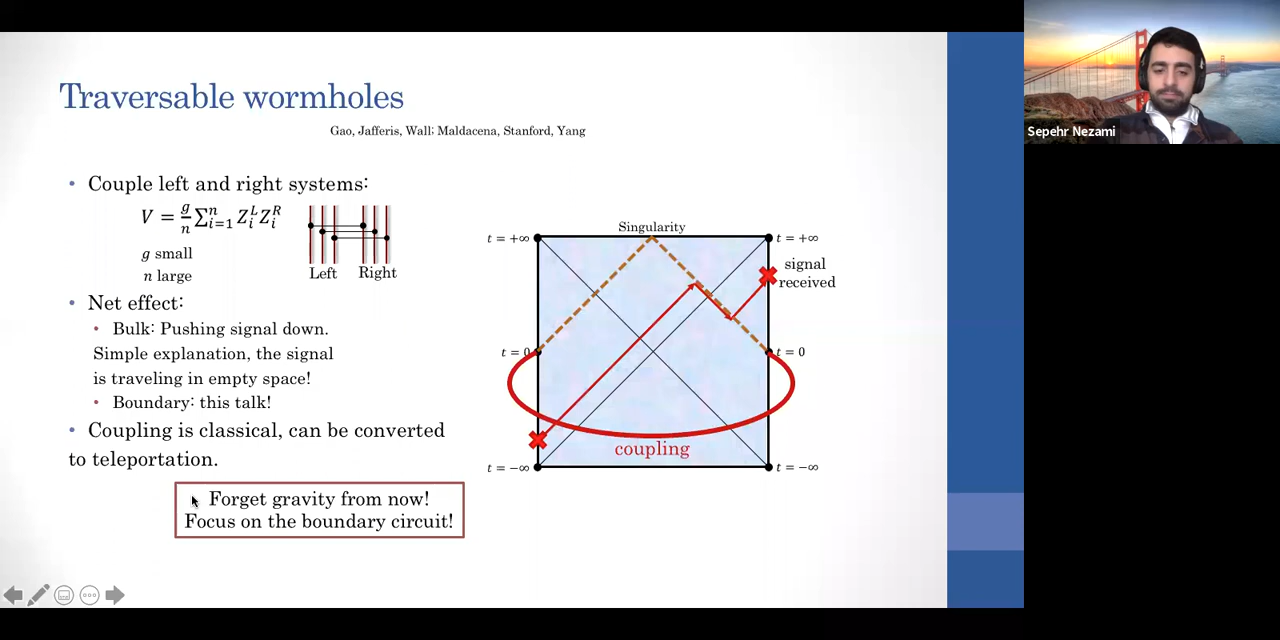 Traversable wormholes
Gao, Jafferis, Wall; Maldacena, Stanford, Yang
• Couple left and right systems:
V = g/n ∑ⁿᵢ₌₁ Zᵢᴸ Zᵢᴿ
g small
n large
Left Right
• Net effect:
• Bulk: Pushing signal down.
Simple explanation, the signal
is traveling in empty space!
• Boundary: this talk!
• Coupling is classical, can be converted
to teleportation.
Forget gravity from now!
Focus on the boundary circuit!
Singularity
t = +∞
t = +∞
signal
received
t = 0
t = 0
coupling
t = −∞
t = −∞
Sepehr Nezami